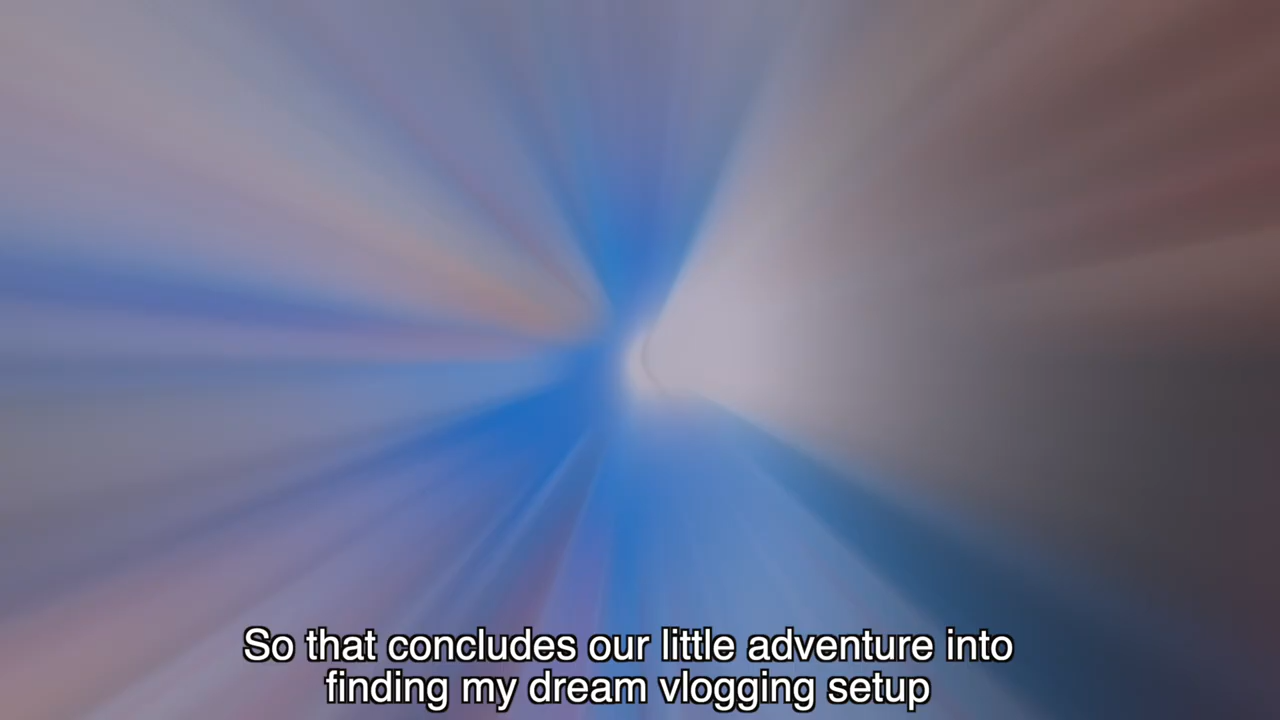 So that concludes our little adventure into
finding my dream vlogging setup